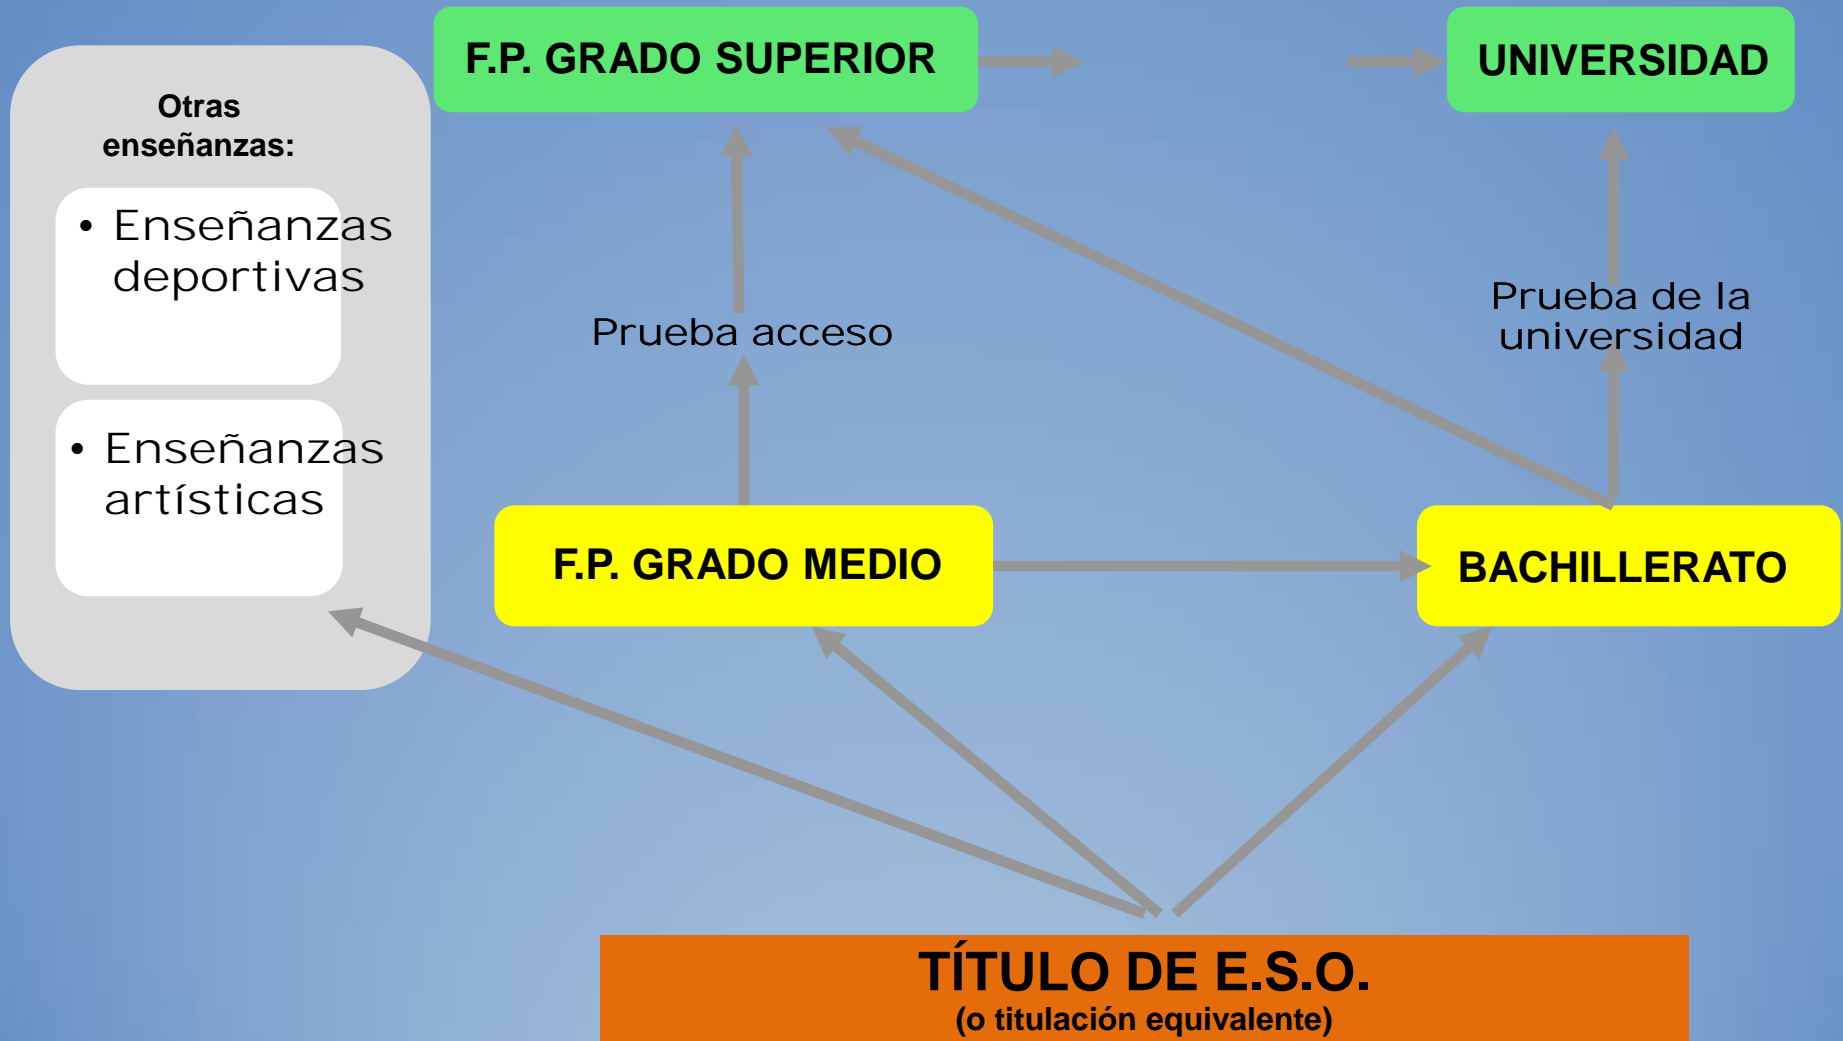 F.P. GRADO SUPERIOR
UNIVERSIDAD
Otras
enseñanzas:
• Enseñanzas
deportivas
Prueba de la
universidad
Prueba acceso
• Enseñanzas
artísticas
F.P. GRADO MEDIO
BACHILLERATO
TÍTULO DE E.S.O.
(o titulación equivalente)